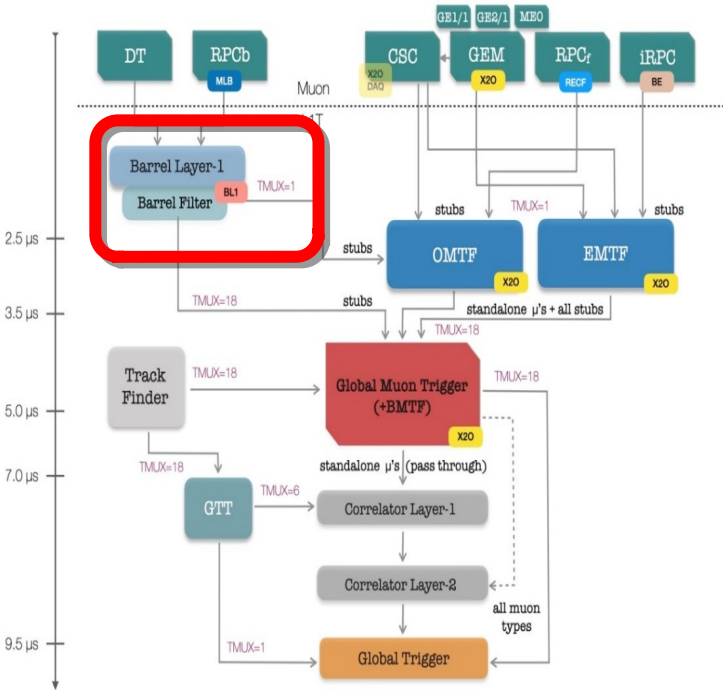 GE1/1
GE2/1
ME0
DT
RPCb
MLB
CSC
X2O
DAQ
GEM
X2O
RPCf
RECF
iRPC
BE
Muon
L1T
Barrel Layer-1
BL1
Barrel Filter
TMUX=1
TMUX=1
stubs
stubs
2.5 µs
stubs
OMTF
X2O
EMTF
X2O
TMUX=18
stubs
standalone µ's + all stubs
3.5 µs
TMUX=18
Track
Finder
TMUX=18
Global Muon Trigger
(+BMTF)
X2O
TMUX=18
5.0 µs
TMUX=18
standalone µ's (pass through)
7.0 µs
GTT
TMUX=6
Correlator Layer-1
Correlator Layer-2
all muon
types
9.5 µs
TMUX=1
Global Trigger